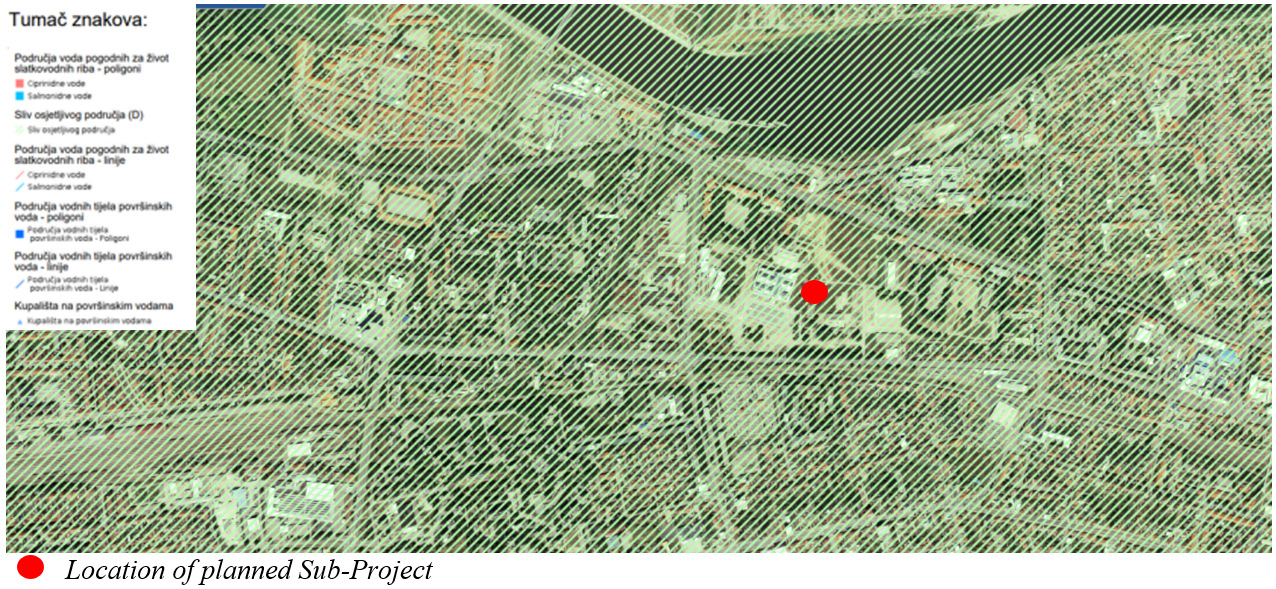 Tumač znakova:
Područja voda pogodnih za život
slatkovodnih riba - poligoni
Ciprinidne vode
Salmonidne vode
Sliv osjetljivog područja (D)
Sliv osjetljivog područja
Područja voda pogodnih za život
slatkovodnih riba - linije
Ciprinidne vode
Salmonidne vode
Područja vodnih tijela površinskih
voda - poligoni
Područja vodnih tijela
površinskih voda - Poligoni
Područja vodnih tijela površinskih
voda - linije
Područja vodnih tijela
površinskih voda - Linije
Kupališta na površinskim vodama
Kupališta na površinskim vodama
Location of planned Sub-Project